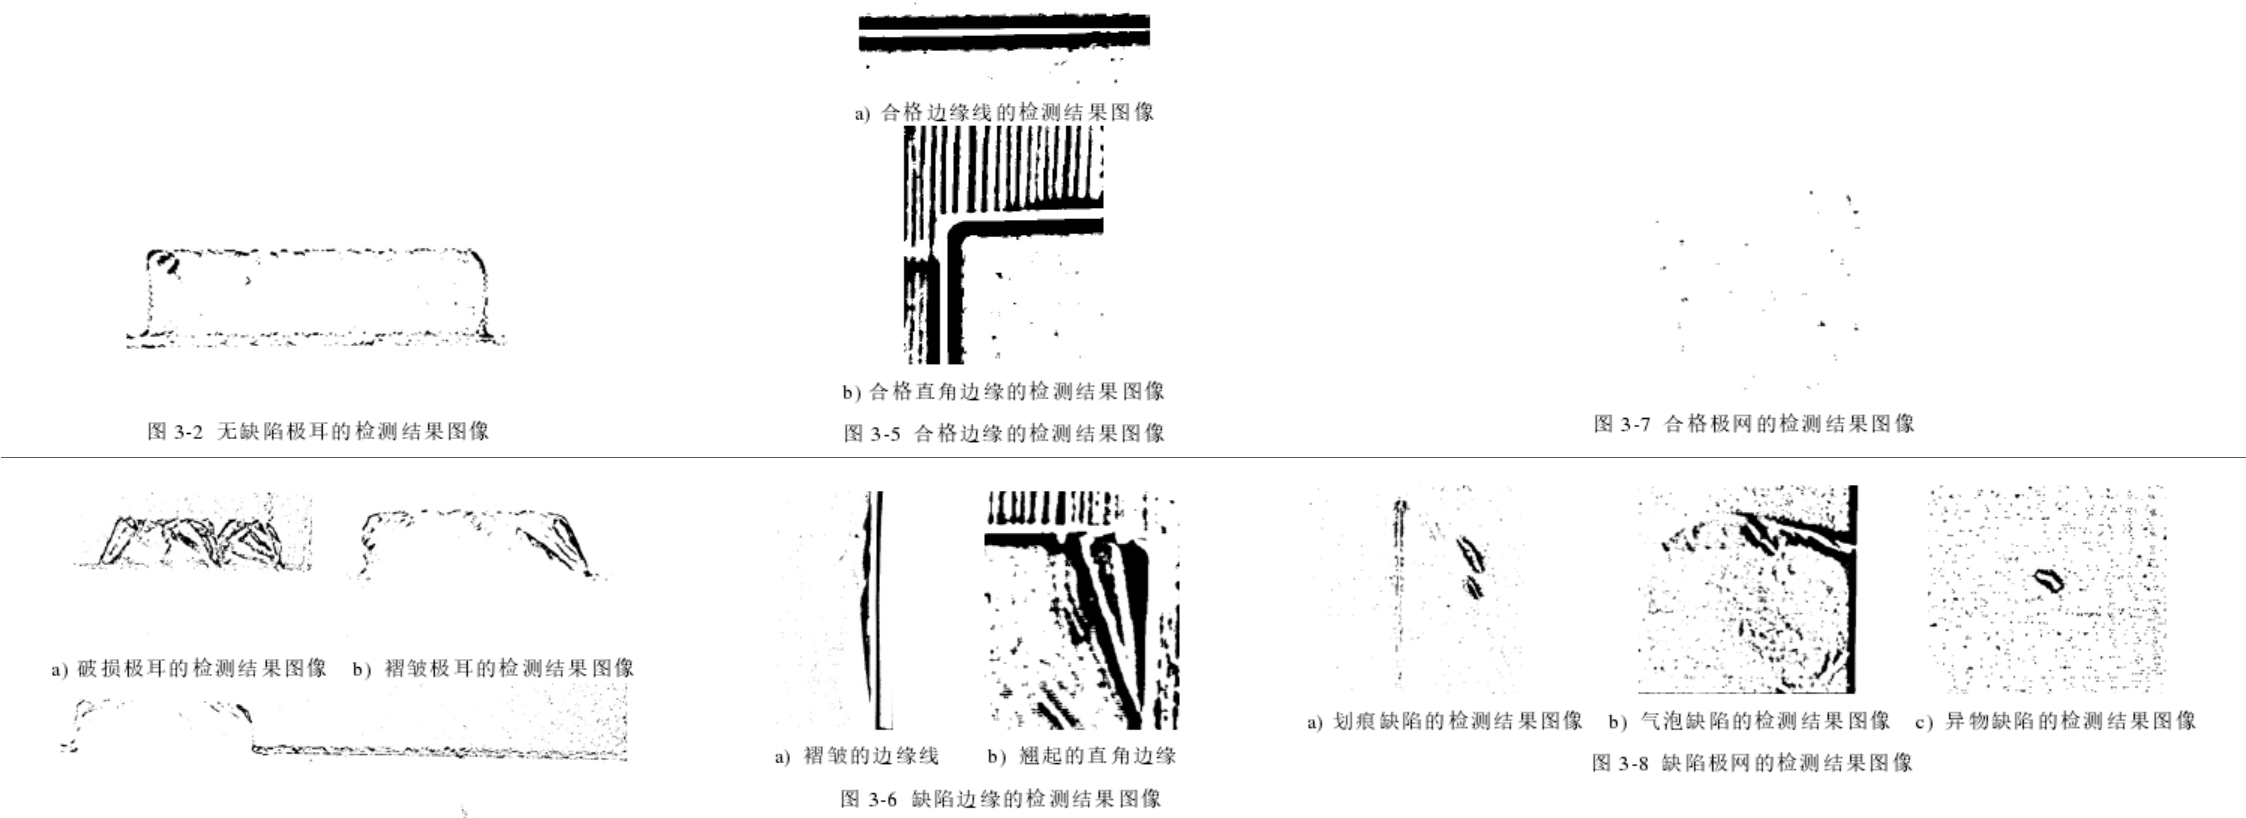 a) 合格边缘线的检测结果图像
b) 合格直角边缘的检测结果图像
图 3-2 无缺陷极耳的检测结果图像
图 3-5 合格边缘的检测结果图像
图 3-7 合格极网的检测结果图像
a) 破损极耳的检测结果图像
b) 褶皱极耳的检测结果图像
a) 褶皱的边缘线
b) 翘起的直角边缘
图 3-6 缺陷边缘的检测结果图像
a) 划痕缺陷的检测结果图像
b) 气泡缺陷的检测结果图像
c) 异物缺陷的检测结果图像
图 3-8 缺陷极网的检测结果图像